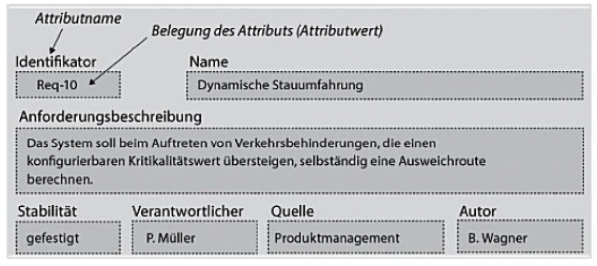 Attributname
Belegung des Attributs (Attributwert)
Identifikator Name
Req-10 Dynamische Stauumfahrung
Anforderungsbeschreibung
Das System soll beim Auftreten von Verkehrsbehinderungen, die einen
konfigurierbaren Kritikalitätswert übersteigen, selbständig eine Ausweichroute
berechnen.
Stabilität Verantwortlicher Quelle Autor
gefestigt P. Müller Produktmanagement B. Wagner